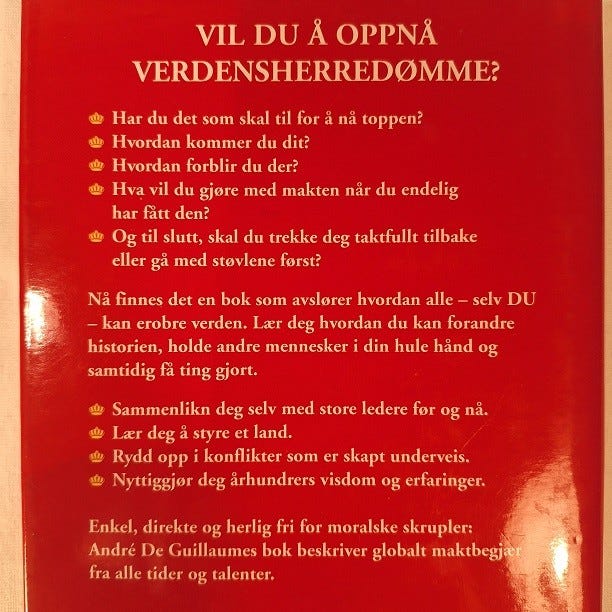 VIL DU Å OPPNÅ
VERDENSHERREDØMME?
Har du det som skal til for å nå toppen?
Hvordan kommer du dit?
Hvordan forblir du der?
Hva vil du gjøre med makten når du endelig
har fått den?
Og til slutt, skal du trekke deg taktfullt tilbake
eller gå med støvlene først?
Nå finnes det en bok som avslører hvordan alle – selv DU
– kan erobre verden. Lær deg hvordan du kan forandre
historien, holde andre mennesker i din hule hånd og
samtidig få ting gjort.
Sammenlikn deg selv med store ledere før og nå.
Lær deg å styre et land.
Rydd opp i konflikter som er skapt underveis.
Nyttiggjør deg århundrers visdom og erfaringer.
Enkel, direkte og herlig fri for moralske skrupler:
André De Guillaumes bok beskriver globalt maktbegjær
fra alle tider og talenter.